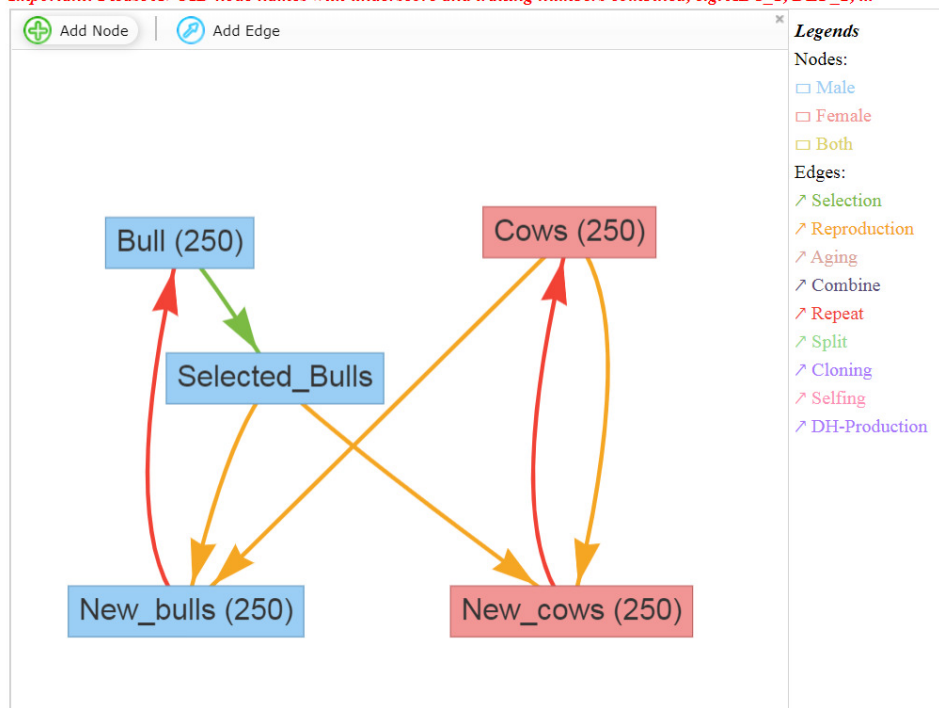 Add Node
Add Edge
×
Legends
Nodes:
Male
Female
Both
Edges:
Selection
Reproduction
Aging
Combine
Repeat
Split
Cloning
Selfing
DH-Production
Bull (250)
Cows (250)
Selected_Bulls
New_bulls (250)
New_cows (250)